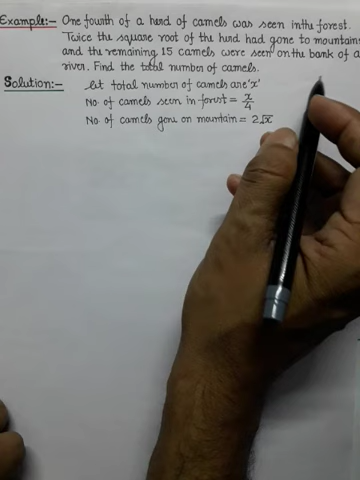 Example:- One fourth of a herd of camels was seen in the forest.
Twice the square root of the herd had gone to mountain
and the remaining 15 camels were seen on the bank of a
river. Find the total number of camels.
Solution:- let total number of camels are 'x'
No. of camels seen in forest = x/4
No. of camels gone on mountain = 2√x